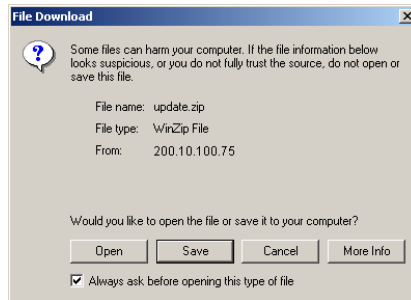 File Download
Some files can harm your computer. If the file information below
looks suspicious, or you do not fully trust the source, do not open or
save this file.
File name: update.zip
File type: WinZip File
From: 200.10.100.75
Would you like to open the file or save it to your computer?
Open Save Cancel More Info
Always ask before opening this type of file